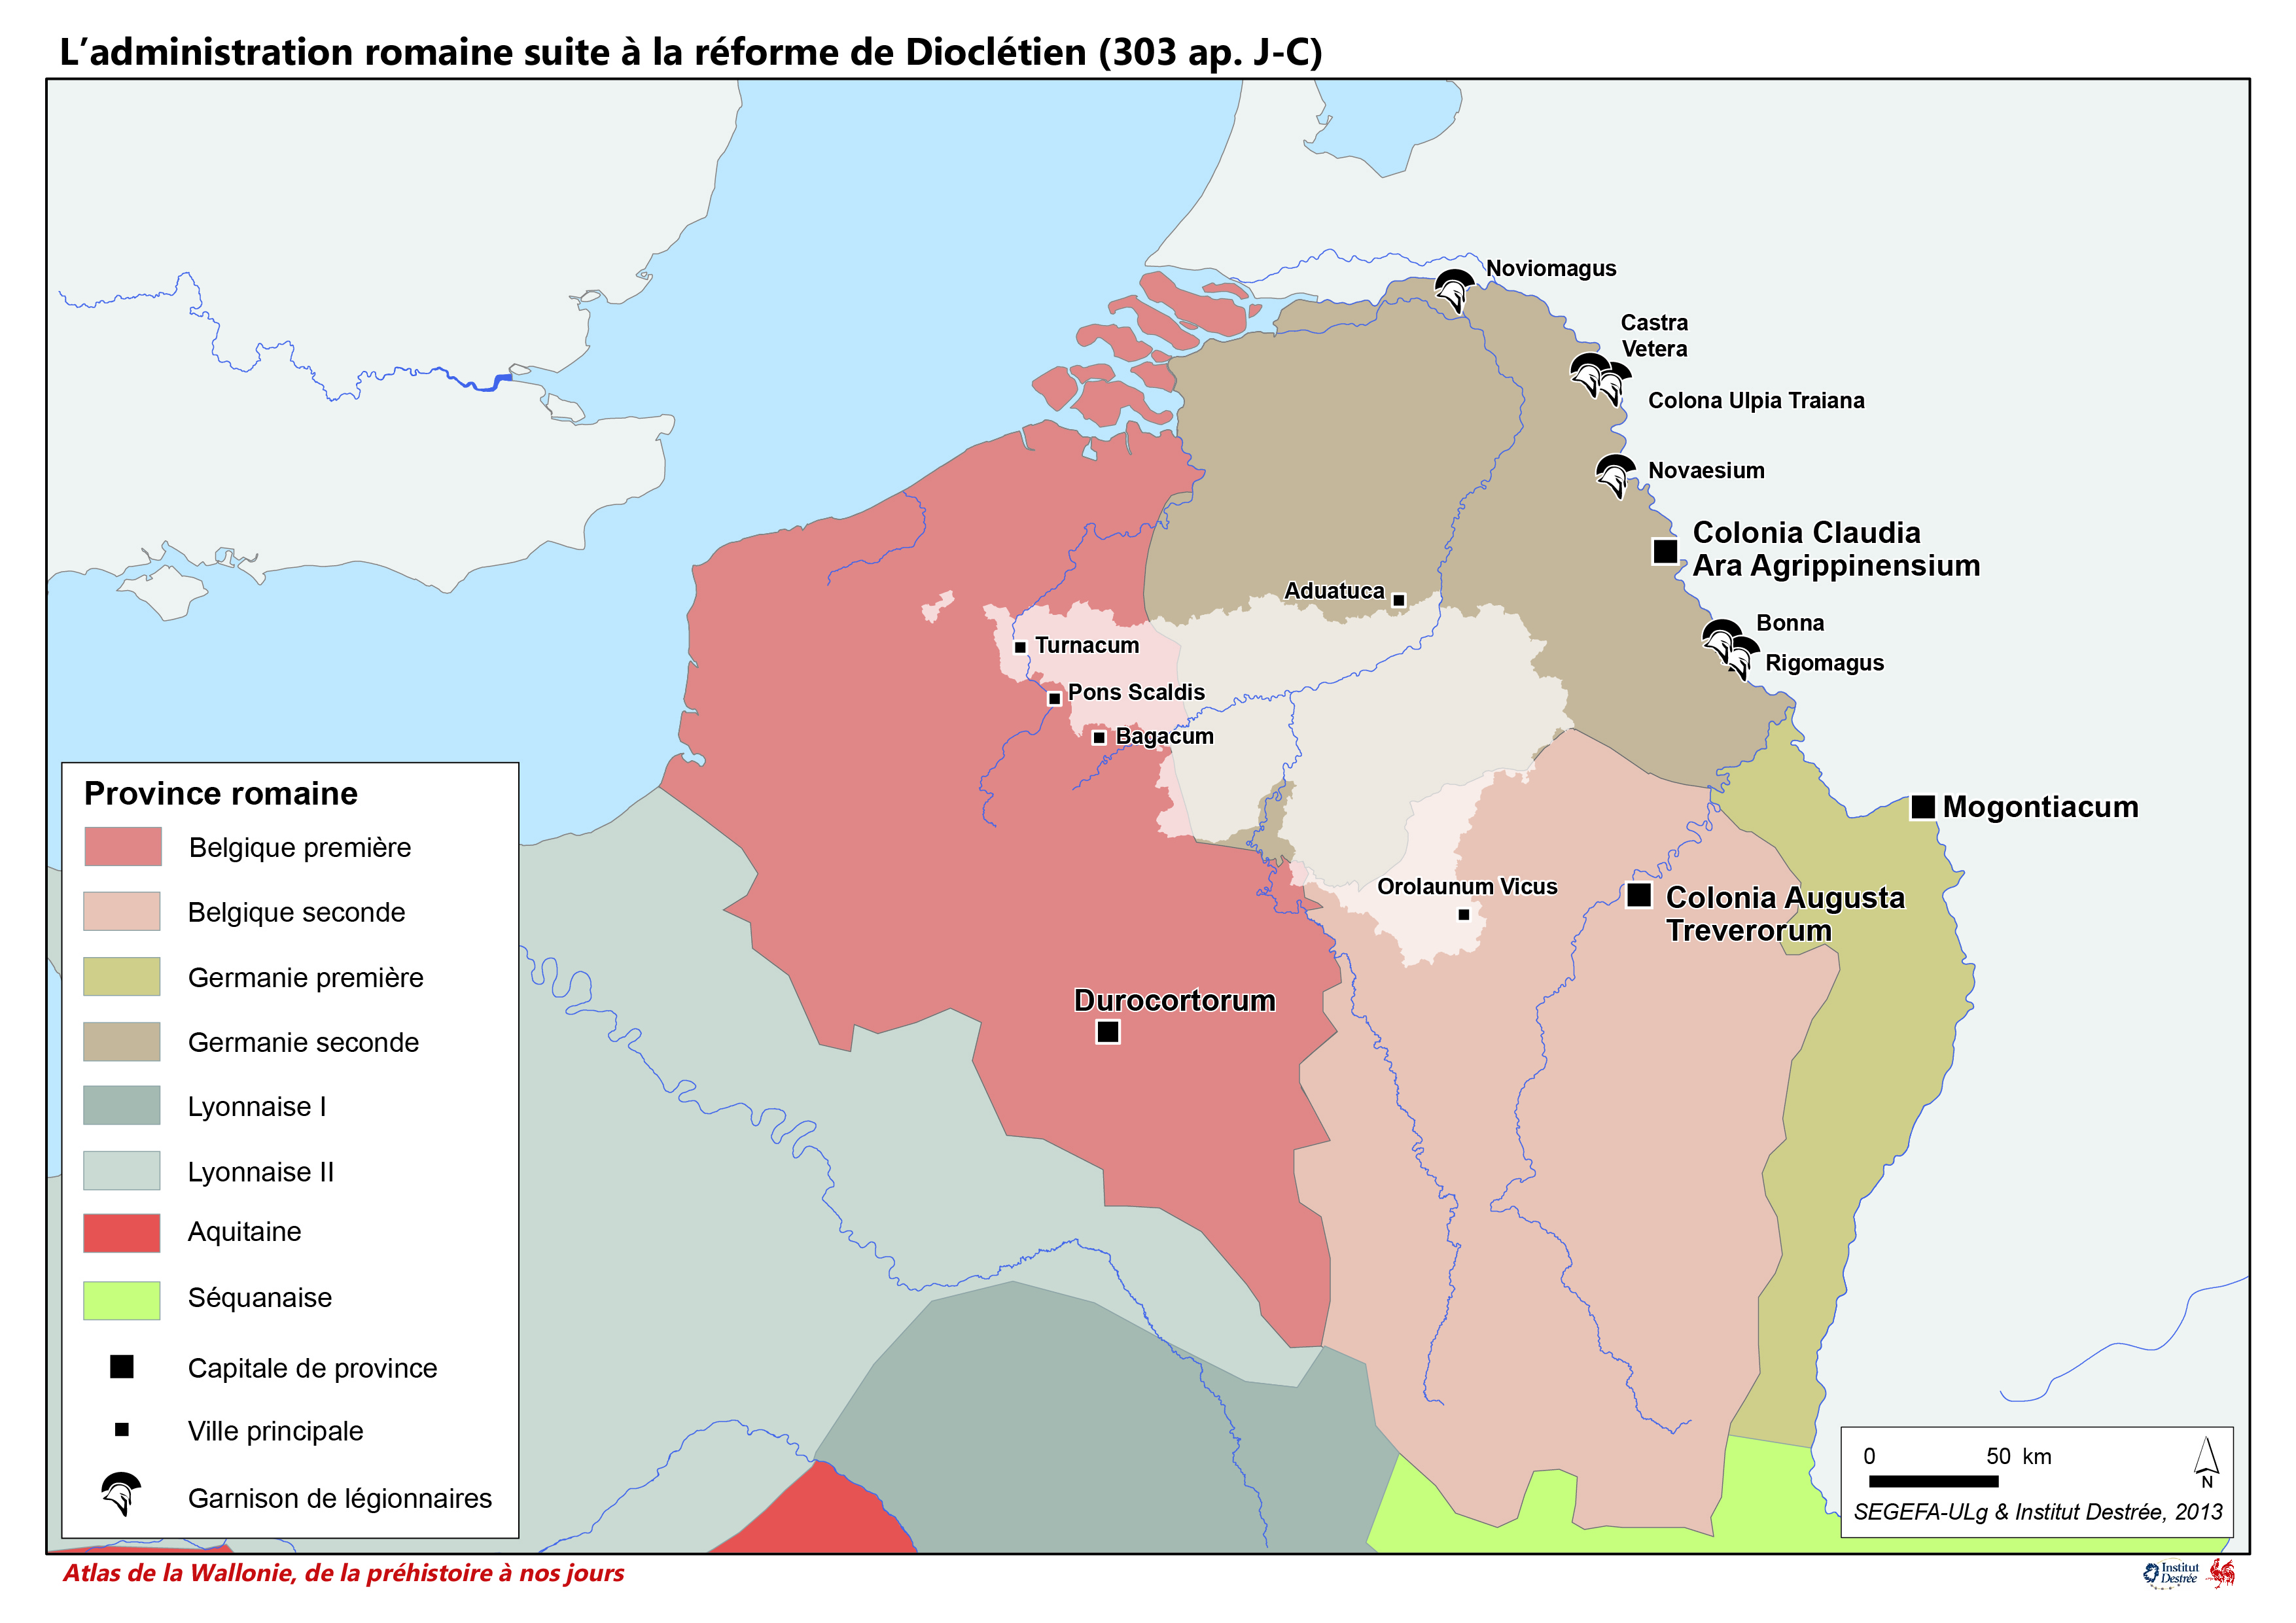 L’administration romaine suite à la réforme de Dioclétien (303 ap. J-C)
Noviomagus
Castra
Vetera
Colona Ulpia Traiana
Novaesium
Colonia Claudia
Ara Agrippinensium
Aduatuca
Bonna
Rigomagus
Turnacum
Pons Scaldis
Bagacum
Mogontiacum
Orolaunum Vicus
Colonia Augusta
Treverorum
Durocortorum
Province romaine
Belgique première
Belgique seconde
Germanie première
Germanie seconde
Lyonnaise I
Lyonnaise II
Aquitaine
Séquanaise
Capitale de province
Ville principale
Garnison de légionnaires
0 50 km
N
SEGEFA-ULg & Institut Destrée, 2013
Atlas de la Wallonie, de la préhistoire à nos jours
Institut
Destrée